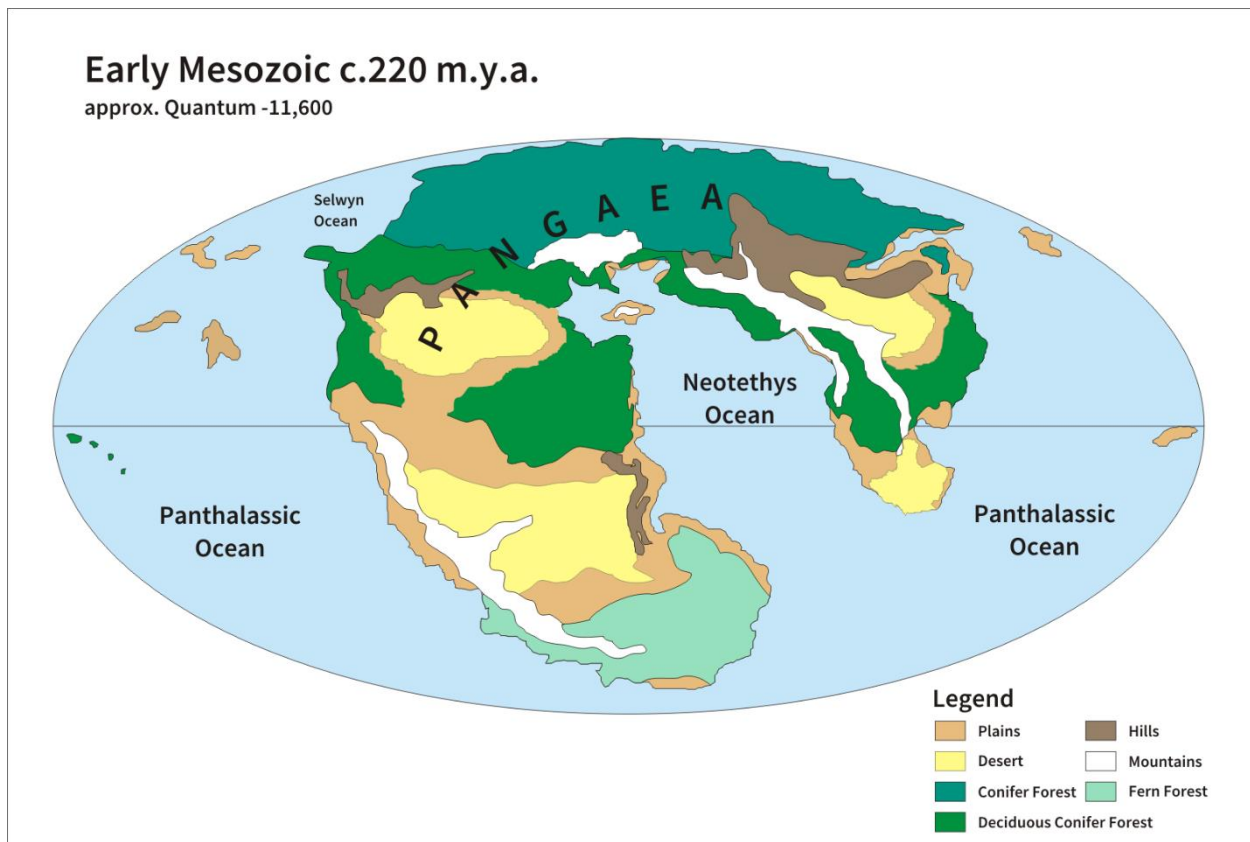 Early Mesozoic c.220 m.y.a.
approx. Quantum -11,600
Selwyn
Ocean
PANGAEA
Neotethys
Ocean
Panthalassic
Ocean
Panthalassic
Ocean
Legend
Plains
Hills
Desert
Mountains
Conifer Forest
Fern Forest
Deciduous Conifer Forest